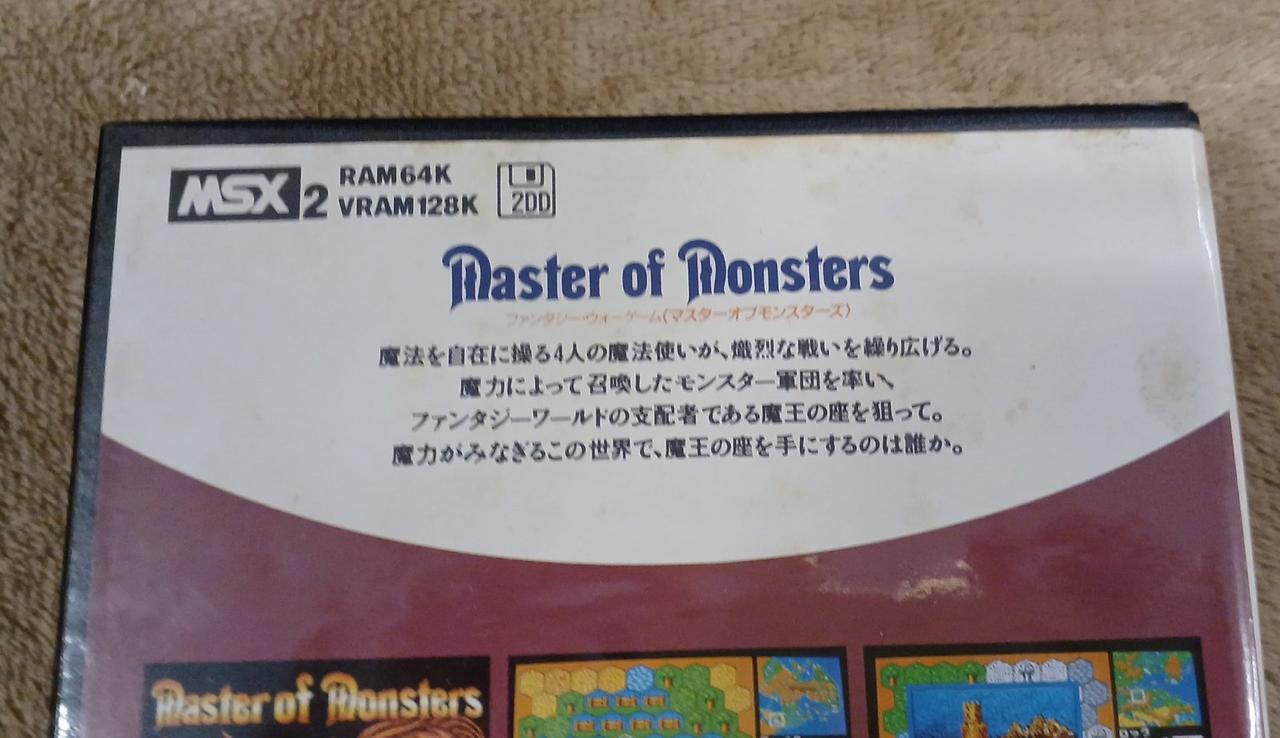 MSX 2 RAM64K
VRAM128K
2DD
Master of Monsters
ファンタジーウォーゲーム(マスターオブモンスターズ)
魔法を自在に操る4人の魔法使いが、熾烈な戦いを繰り広げる。
魔力によって召喚したモンスター軍団を率い、
ファンタジーワールドの支配者である魔王の座を狙って。
魔力がみなぎるこの世界で、魔王の座を手にするのは誰か。
Master of Monsters